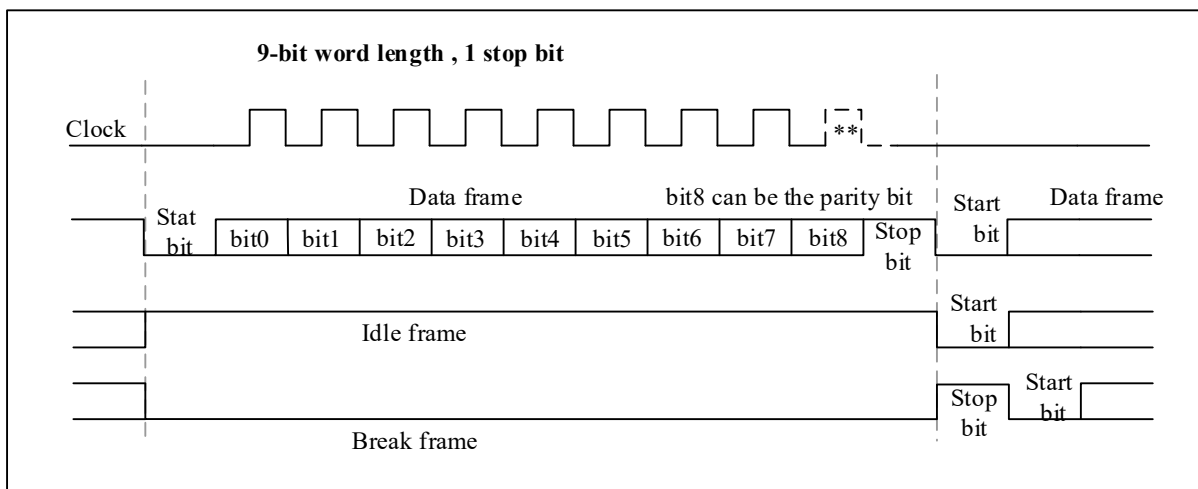 9-bit word length , 1 stop bit
Clock
**
Data frame
bit8 can be the parity bit
Data frame
Stat
bit
bit0 bit1 bit2 bit3 bit4 bit5 bit6 bit7 bit8
Stop
bit
Start
bit
Idle frame
Start
bit
Break frame
Stop
bit
Start
bit